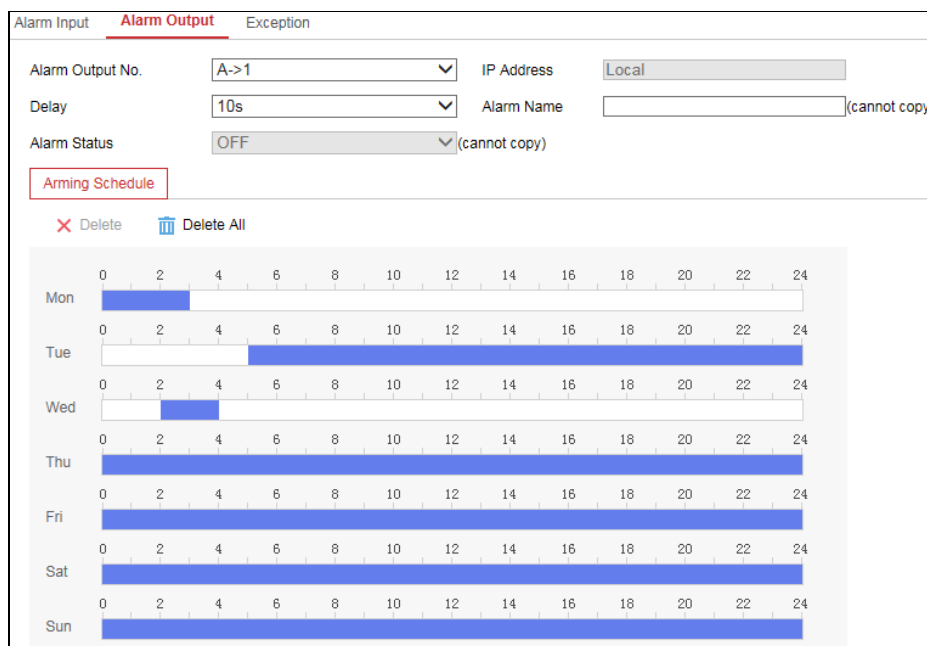 Alarm Input Alarm Output Exception
Alarm Output No. A->1 IP Address Local
Delay 10s Alarm Name (cannot copy
Alarm Status OFF (cannot copy)
Arming Schedule
Delete Delete All
0 2 4 6 8 10 12 14 16 18 20 22 24
Mon
0 2 4 6 8 10 12 14 16 18 20 22 24
Tue
0 2 4 6 8 10 12 14 16 18 20 22 24
Wed
0 2 4 6 8 10 12 14 16 18 20 22 24
Thu
0 2 4 6 8 10 12 14 16 18 20 22 24
Fri
0 2 4 6 8 10 12 14 16 18 20 22 24
Sat
0 2 4 6 8 10 12 14 16 18 20 22 24
Sun